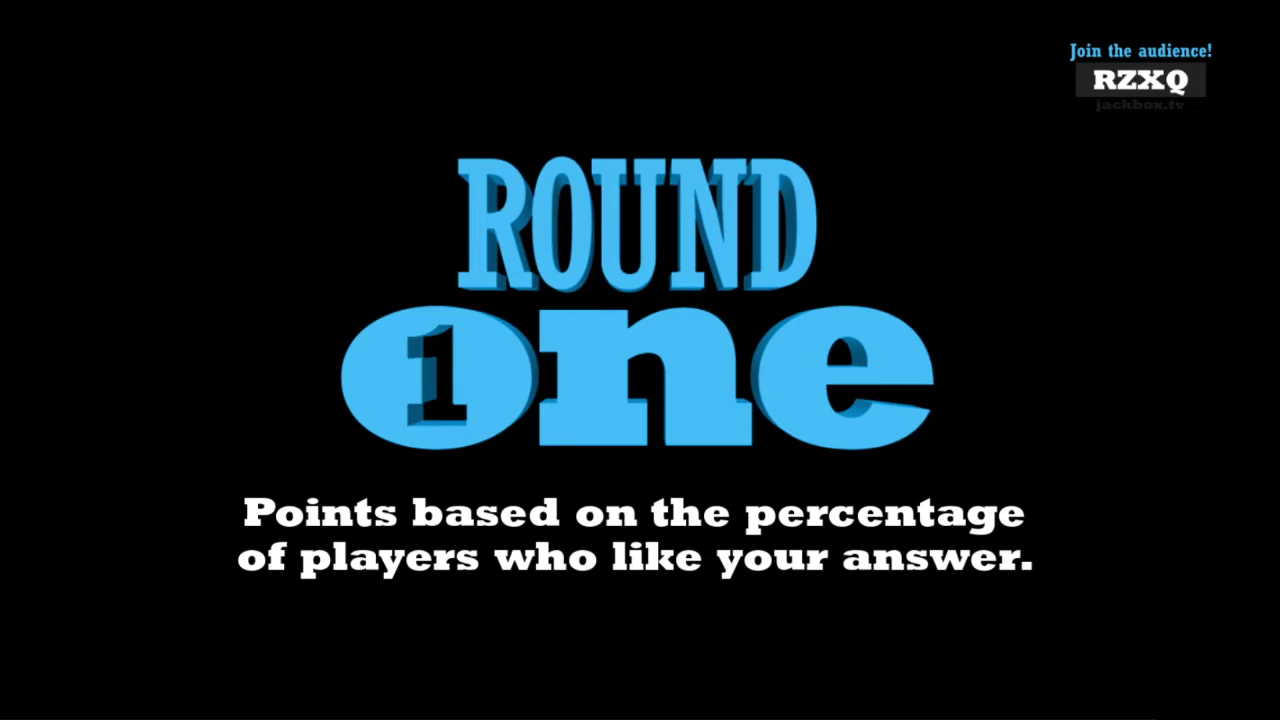 Join the audience!
RZXQ
jackbox.tv
ROUND
One
1
Points based on the percentage
of players who like your answer.